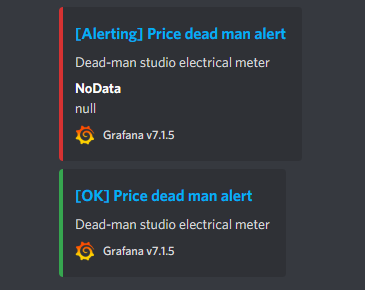 [Alerting] Price dead man alert
Dead-man studio electrical meter
NoData
null
Grafana v7.1.5
[OK] Price dead man alert
Dead-man studio electrical meter
Grafana v7.1.5